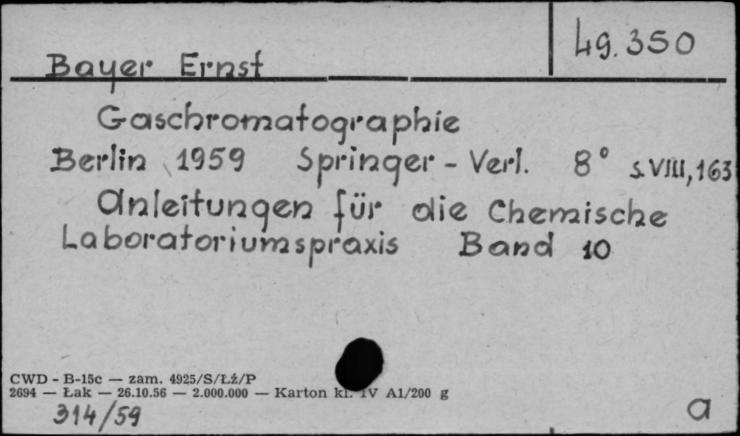 49.350
Bayer Ernst
Gaschromatographie
Berlin 1959 Springer - Verl. 8° s. VIII, 163
Anleitungen für die Chemische
Laboratoriumspraxis Band 10
CWD - B-15c — zam. 4925/S/Łź/P
2694 — Łak — 26.10.56 — 2.000.000 — Karton kl. IV A1/200 g
314/59
a